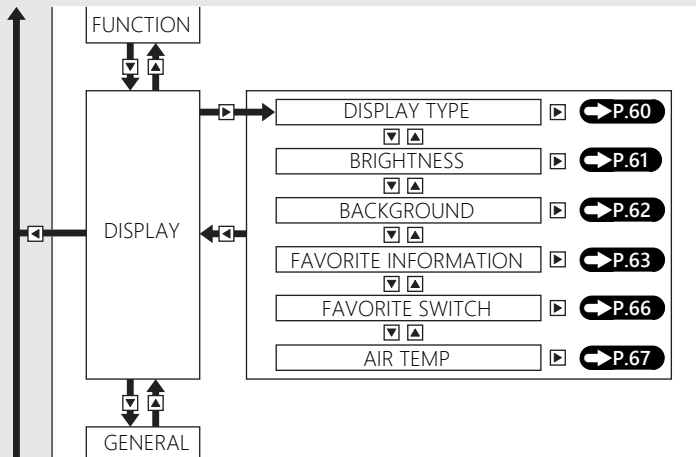 FUNCTION
DISPLAY TYPE P.60
BRIGHTNESS P.61
BACKGROUND P.62
DISPLAY
FAVORITE INFORMATION P.63
FAVORITE SWITCH P.66
AIR TEMP P.67
GENERAL